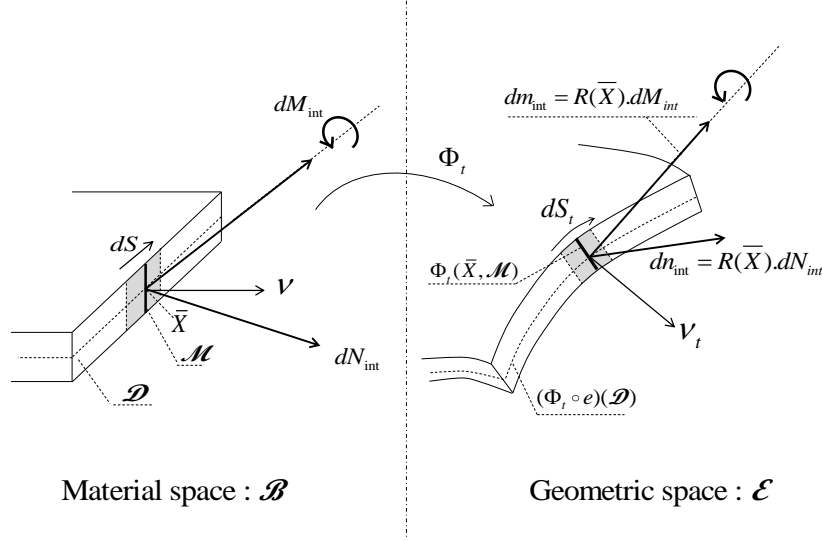 dM_int
Φ_t
dS
ν
X̄
ℳ
dN_int
𝒟
Material space : ℬ
dm_int = R(X̄).dM_int
dS_t
Φ_t(X̄, ℳ)
dn_int = R(X̄).dN_int
ν_t
(Φ_t ∘ e)(𝒟)
Geometric space : ℰ